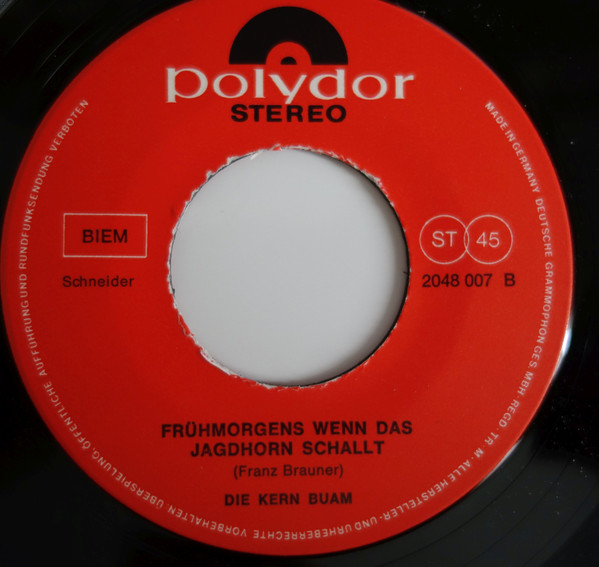 polydor
STEREO
BIEM
ST 45
Schneider
2048 007 B
FRÜHMORGENS WENN DAS
JAGDHORN SCHALLT
(Franz Brauner)
DIE KERN BUAM
MADE IN GERMANY DEUTSCHE GRAMMOPHON GES MBH REGD. TR. M. ALLE HERSTELLER- UND URHEBERRECHTE VORBEHALTEN ÜBERSPIELUNG, ÖFFENTLICHE AUFFÜHRUNG UND RUNDFUNKSENDUNG VERBOTEN